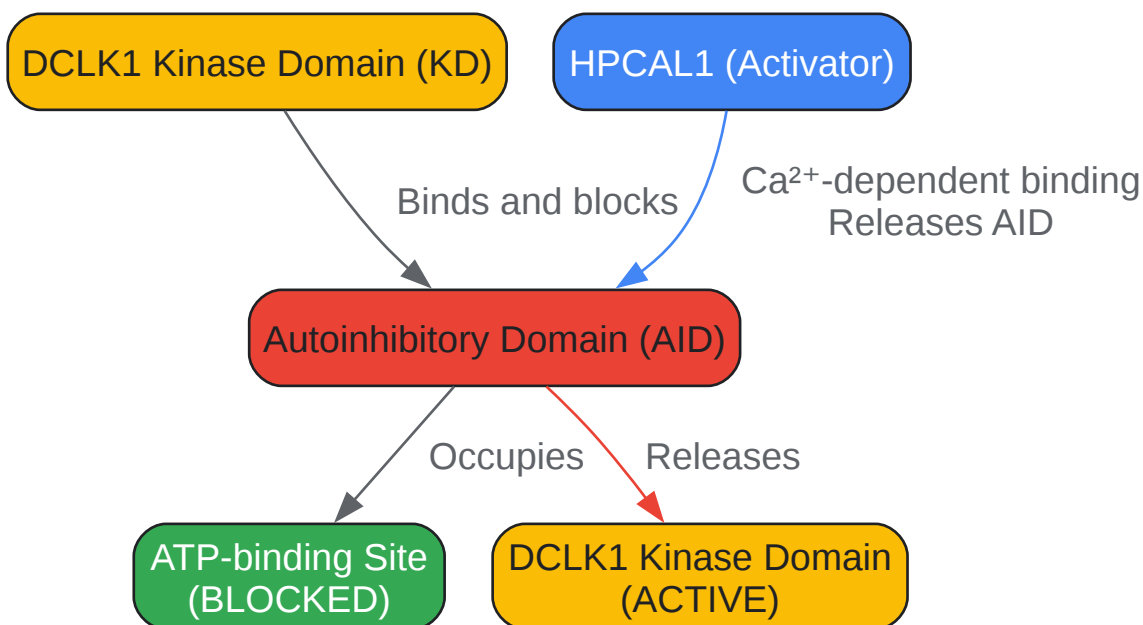 DCLK1 Kinase Domain (KD)
HPCAL1 (Activator)
Binds and blocks
Ca²⁺-dependent binding
Releases AID
Autoinhibitory Domain (AID)
Occupies
Releases
ATP-binding Site
(BLOCKED)
DCLK1 Kinase Domain
(ACTIVE)